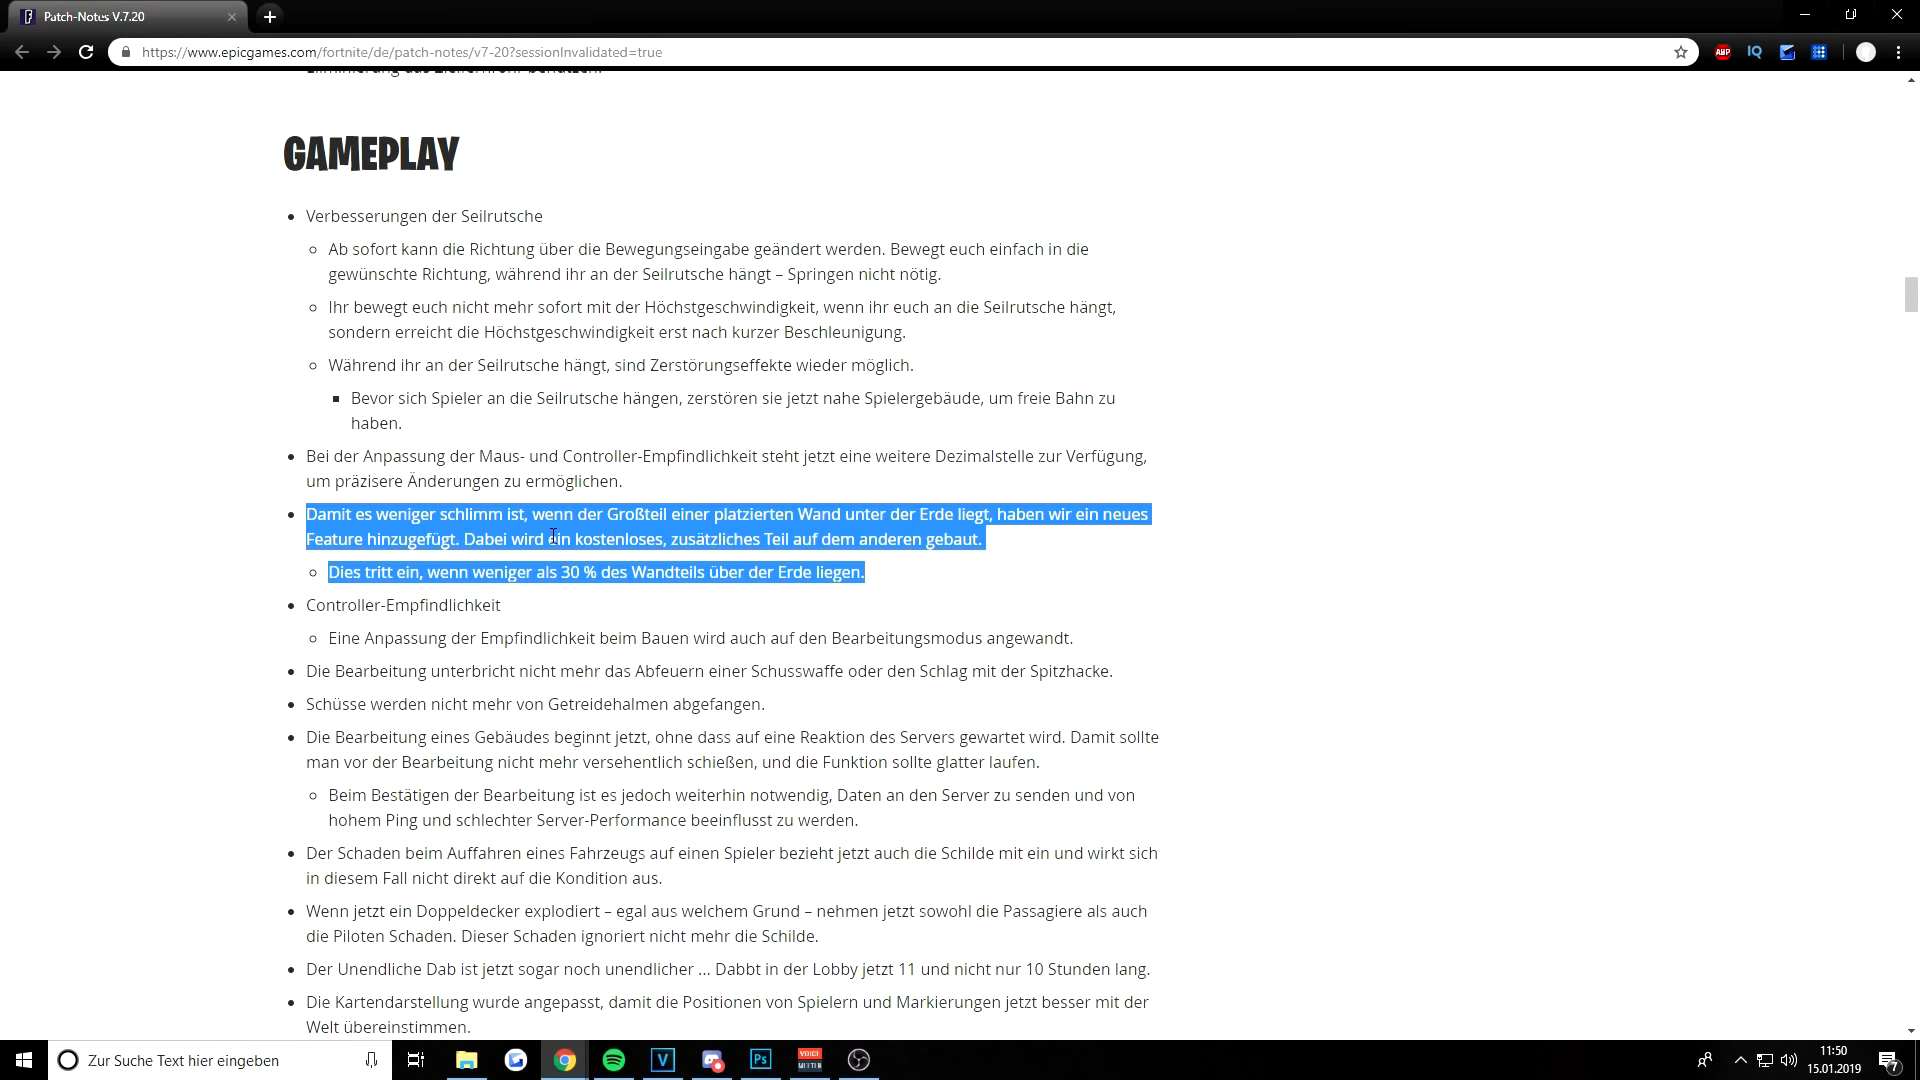 Patch-Notes V.7.20
https://www.epicgames.com/fortnite/de/patch-notes/v7-20?sessionInvalidated=true
ABP
IQ
Eliminierung das Zielfernrohr benutzen.
GAMEPLAY
Verbesserungen der Seilrutsche
Ab sofort kann die Richtung über die Bewegungseingabe geändert werden. Bewegt euch einfach in die
gewünschte Richtung, während ihr an der Seilrutsche hängt – Springen nicht nötig.
Ihr bewegt euch nicht mehr sofort mit der Höchstgeschwindigkeit, wenn ihr euch an die Seilrutsche hängt,
sondern erreicht die Höchstgeschwindigkeit erst nach kurzer Beschleunigung.
Während ihr an der Seilrutsche hängt, sind Zerstörungseffekte wieder möglich.
Bevor sich Spieler an die Seilrutsche hängen, zerstören sie jetzt nahe Spielergebäude, um freie Bahn zu
haben.
Bei der Anpassung der Maus- und Controller-Empfindlichkeit steht jetzt eine weitere Dezimalstelle zur Verfügung,
um präzisere Änderungen zu ermöglichen.
Damit es weniger schlimm ist, wenn der Großteil einer platzierten Wand unter der Erde liegt, haben wir ein neues
Feature hinzugefügt. Dabei wird ein kostenloses, zusätzliches Teil auf dem anderen gebaut.
Dies tritt ein, wenn weniger als 30 % des Wandteils über der Erde liegen.
Controller-Empfindlichkeit
Eine Anpassung der Empfindlichkeit beim Bauen wird auch auf den Bearbeitungsmodus angewandt.
Die Bearbeitung unterbricht nicht mehr das Abfeuern einer Schusswaffe oder den Schlag mit der Spitzhacke.
Schüsse werden nicht mehr von Getreidehalmen abgefangen.
Die Bearbeitung eines Gebäudes beginnt jetzt, ohne dass auf eine Reaktion des Servers gewartet wird. Damit sollte
man vor der Bearbeitung nicht mehr versehentlich schießen, und die Funktion sollte glatter laufen.
Beim Bestätigen der Bearbeitung ist es jedoch weiterhin notwendig, Daten an den Server zu senden und von
hohem Ping und schlechter Server-Performance beeinflusst zu werden.
Der Schaden beim Auffahren eines Fahrzeugs auf einen Spieler bezieht jetzt auch die Schilde mit ein und wirkt sich
in diesem Fall nicht direkt auf die Kondition aus.
Wenn jetzt ein Doppeldecker explodiert – egal aus welchem Grund – nehmen jetzt sowohl die Passagiere als auch
die Piloten Schaden. Dieser Schaden ignoriert nicht mehr die Schilde.
Der Unendliche Dab ist jetzt sogar noch unendlicher ... Dabbt in der Lobby jetzt 11 und nicht nur 10 Stunden lang.
Die Kartendarstellung wurde angepasst, damit die Positionen von Spielern und Markierungen jetzt besser mit der
Welt übereinstimmen.
Zur Suche Text hier eingeben
V
Ps
VOICE
11:50
15.01.2019
7